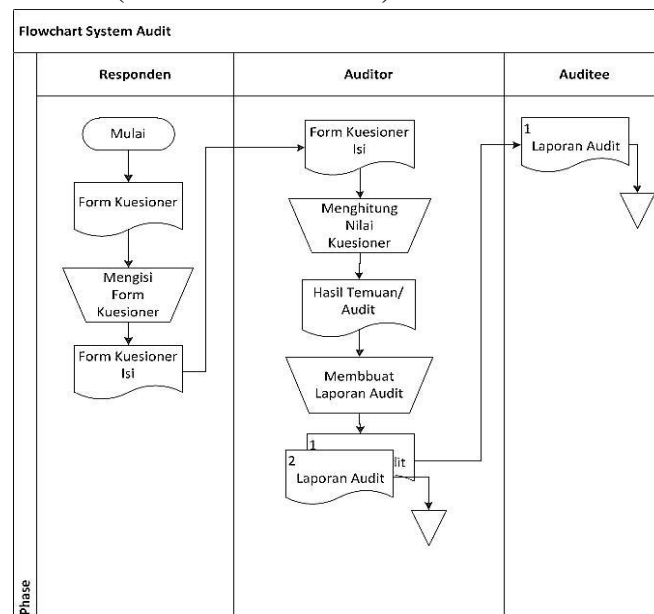 Flowchart System Audit
Responden
Auditor
Auditee
Mulai
Form Kuesioner
Mengisi
Form
Kuesioner
Form Kuesioner
Isi
Form Kuesioner
Isi
Menghitung
Nilai
Kuesioner
Hasil Temuan/
Audit
Membbuat
Laporan Audit
1
lit
2
Laporan Audit
1
Laporan Audit
Phase